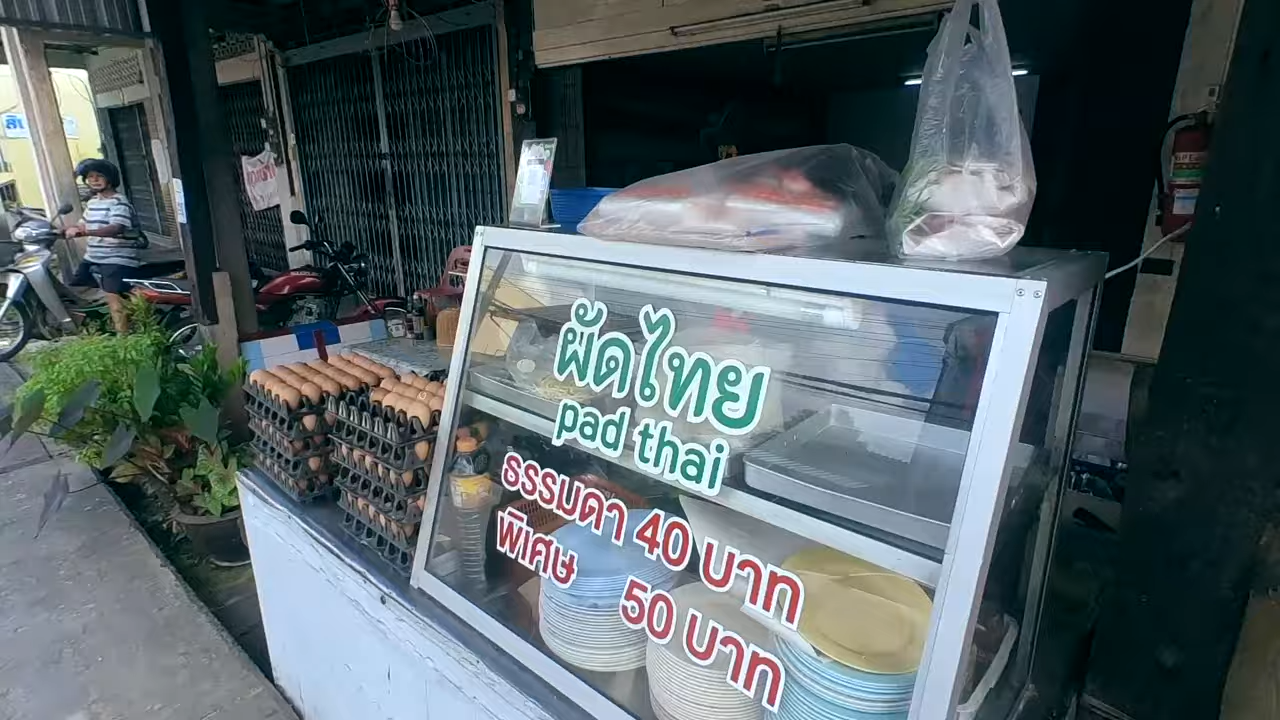 ผัดไทย
pad thai
ธรรมดา 40 บาท
พิเศษ 50 บาท